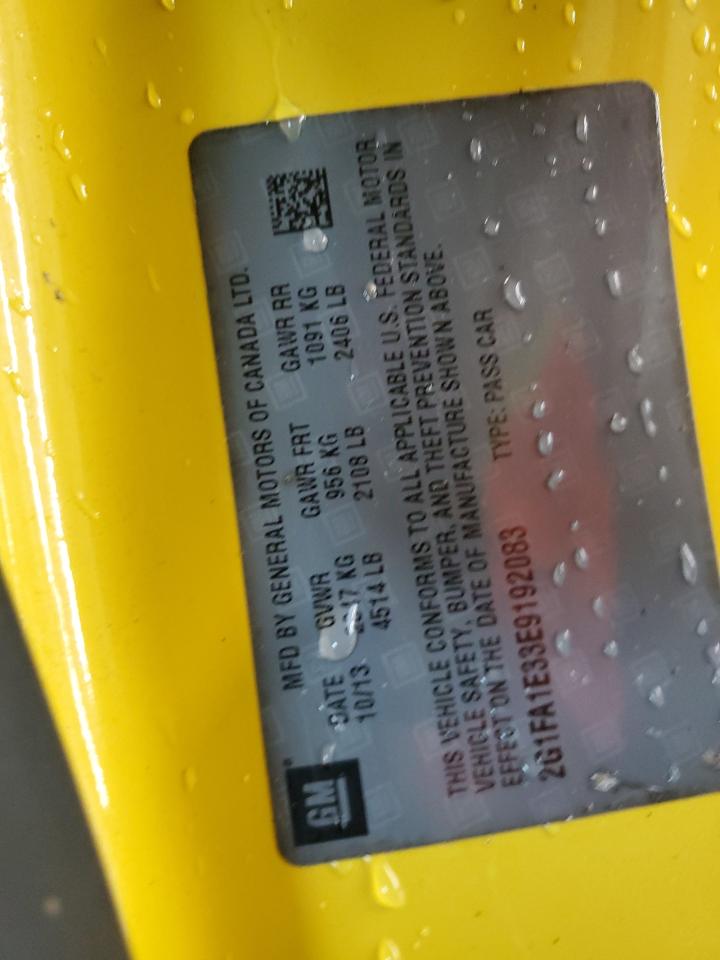 GM
MFD BY GENERAL MOTORS OF CANADA LTD.
DATE GVWR GAWR FRT GAWR RR
10/13 956 KG 1091 KG
4514 LB 2108 LB 2406 LB
THIS VEHICLE CONFORMS TO ALL APPLICABLE U.S. FEDERAL MOTOR
VEHICLE SAFETY, BUMPER, AND THEFT PREVENTION STANDARDS IN
EFFECT ON THE DATE OF MANUFACTURE SHOWN ABOVE.
2G1FA1E33E9192083 TYPE: PASS CAR